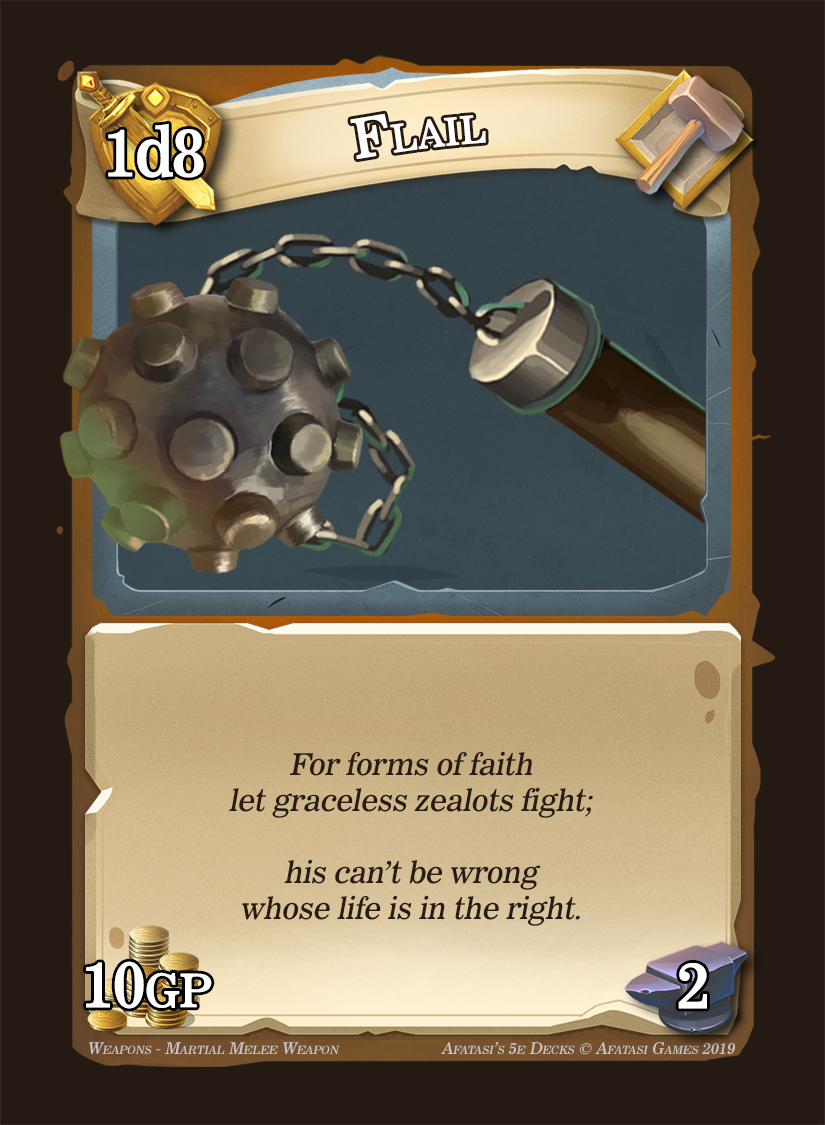 1d8
Flail
For forms of faith
let graceless zealots fight;
his can't be wrong
whose life is in the right.
10GP
2
Weapons - Martial Melee Weapon
Afatasi's 5e Decks © Afatasi Games 2019